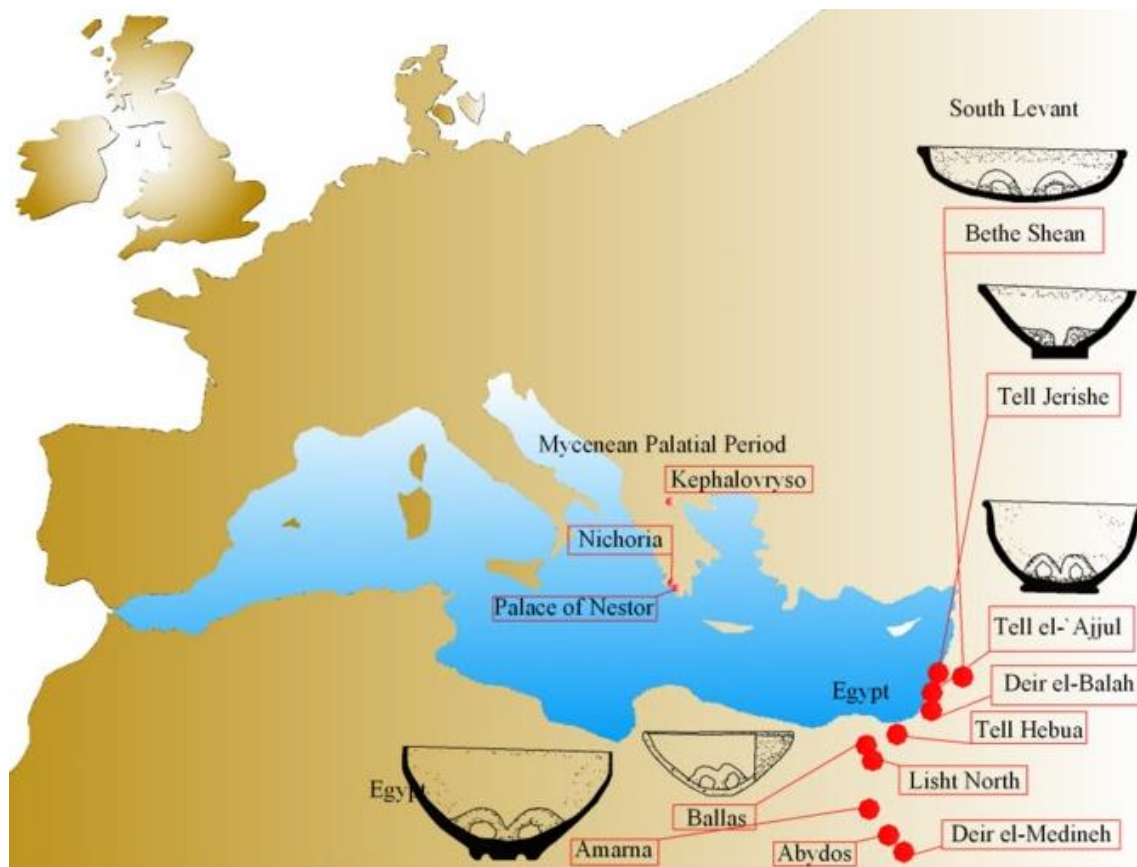 South Levant
Bethe Shean
Tell Jerishe
Mycenean Palatial Period
Kephalovryso
Nichoria
Palace of Nestor
Tell el-`Ajjul
Egypt
Deir el-Balah
Tell Hebua
Lisht North
Egypt
Ballas
Amarna
Abydos
Deir el-Medineh